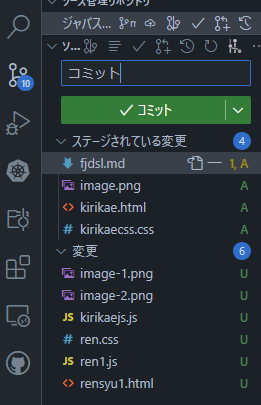 ソース管理リポジトリ
ジャバス...
ソ...
コミット
コミット
ステージされている変更 4
fjdsl.md 1, A
image.png A
kirikae.html A
kirikaecss.css A
変更 6
image-1.png U
image-2.png U
kirikaejs.js U
ren.css U
ren1.js U
rensyu1.html U
10